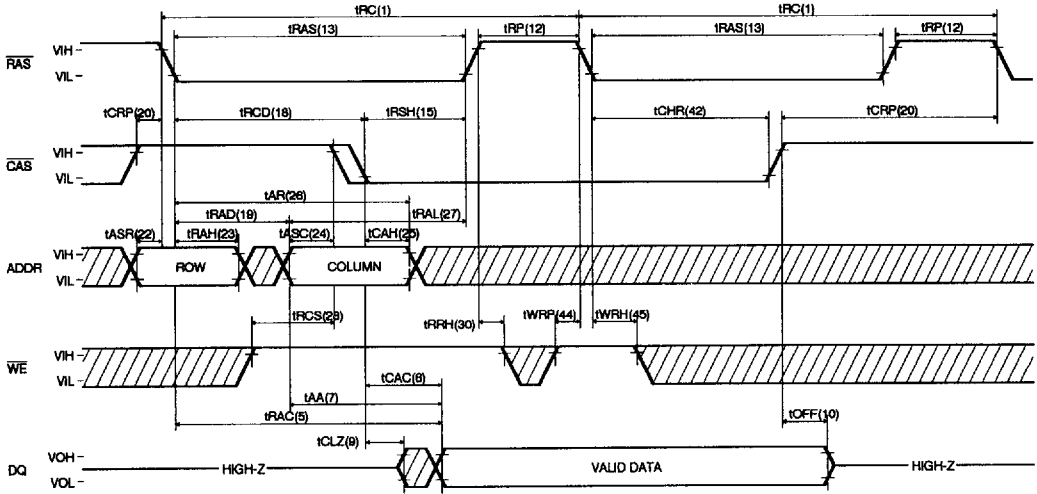 tRC(1) tRC(1)
tRAS(13) tRP(12) tRAS(13) tRP(12)
RAS VIH VIL
tCRP(20) tRCD(18) tRSH(15) tCHR(42) tCRP(20)
CAS VIH VIL
tAR(26)
tRAD(19) tRAL(27)
tASR(22) tRAH(23) tASC(24) tCAH(25)
ADDR VIH VIL ROW COLUMN
tRCS(28) tRRH(30) tWRP(44) tWRH(45)
WE VIH VIL
tCAC(6)
tAA(7)
tRAC(5) tOFF(10)
tCLZ(9)
DQ VOH VOL HIGH-Z VALID DATA HIGH-Z